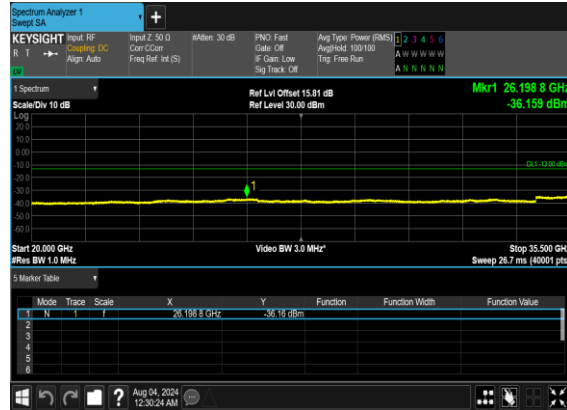 Spectrum Analyzer 1
Swept SA
+
KEYSIGHT Input: RF Input Z: 50 Ω #Atten: 30 dB PNO: Fast Avg Type: Power (RMS) 1 2 3 4 5 6
R T Coupling: DC Corr CCorr Gate: Off Avg|Hold: 100/100 A W W W W W
Align: Auto Freq Ref: Int (S) IF Gain: Low Trig: Free Run
Sig Track: Off A N N N N N
1 Spectrum Ref Lvl Offset 15.81 dB Mkr1 26.198 8 GHz
Scale/Div 10 dB Ref Level 30.00 dBm -36.159 dBm
Log
20.0
10.0
0.00
-10.0
DL1 -13.00 dBm
-20.0
1
-30.0
-40.0
-50.0
-60.0
Start 20.000 GHz Video BW 3.0 MHz* Stop 35.500 GHz
#Res BW 1.0 MHz Sweep 26.7 ms (40001 pts)
5 Marker Table
Mode Trace Scale X Y Function Function Width Function Value
1 N 1 f 26.198 8 GHz -36.16 dBm
2
3
4
5
6
? Aug 04, 2024
12:30:24 AM